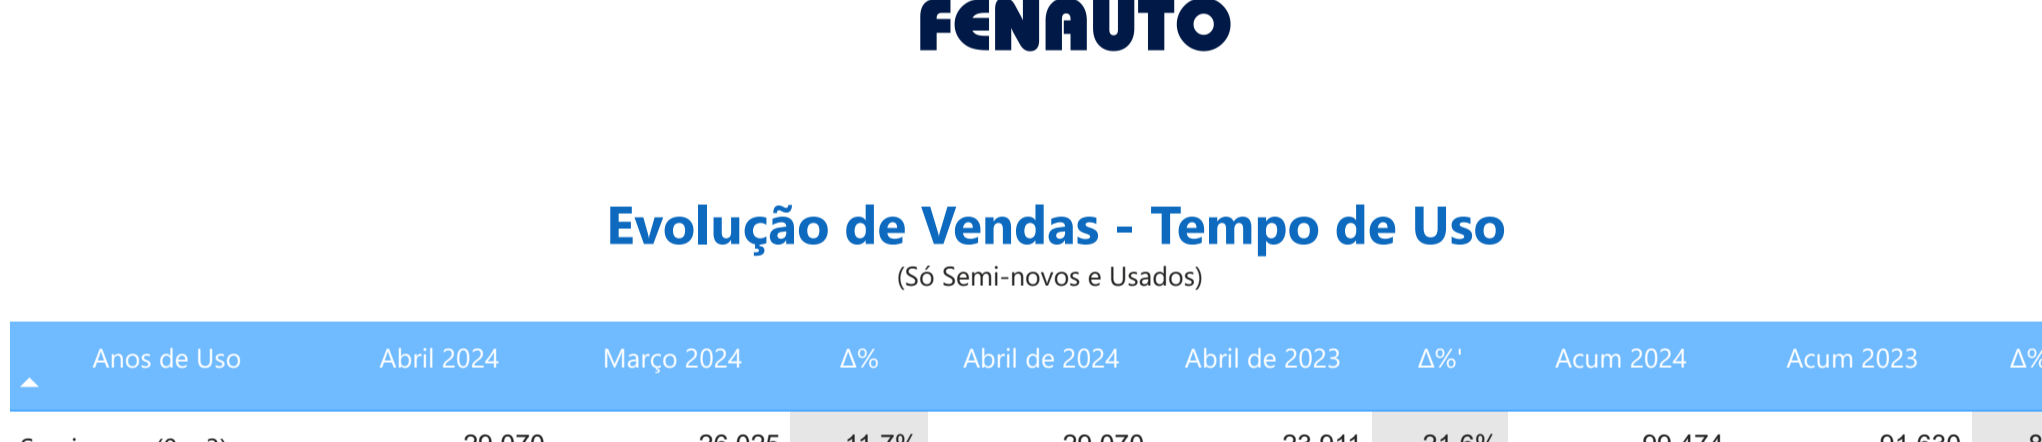 FENAUTO
Evolução de Vendas - Tempo de Uso
(Só Semi-novos e Usados)
Anos de Uso Abril 2024 Março 2024 Δ% Abril de 2024 Abril de 2023 Δ%' Acum 2024 Acum 2023 Δ%